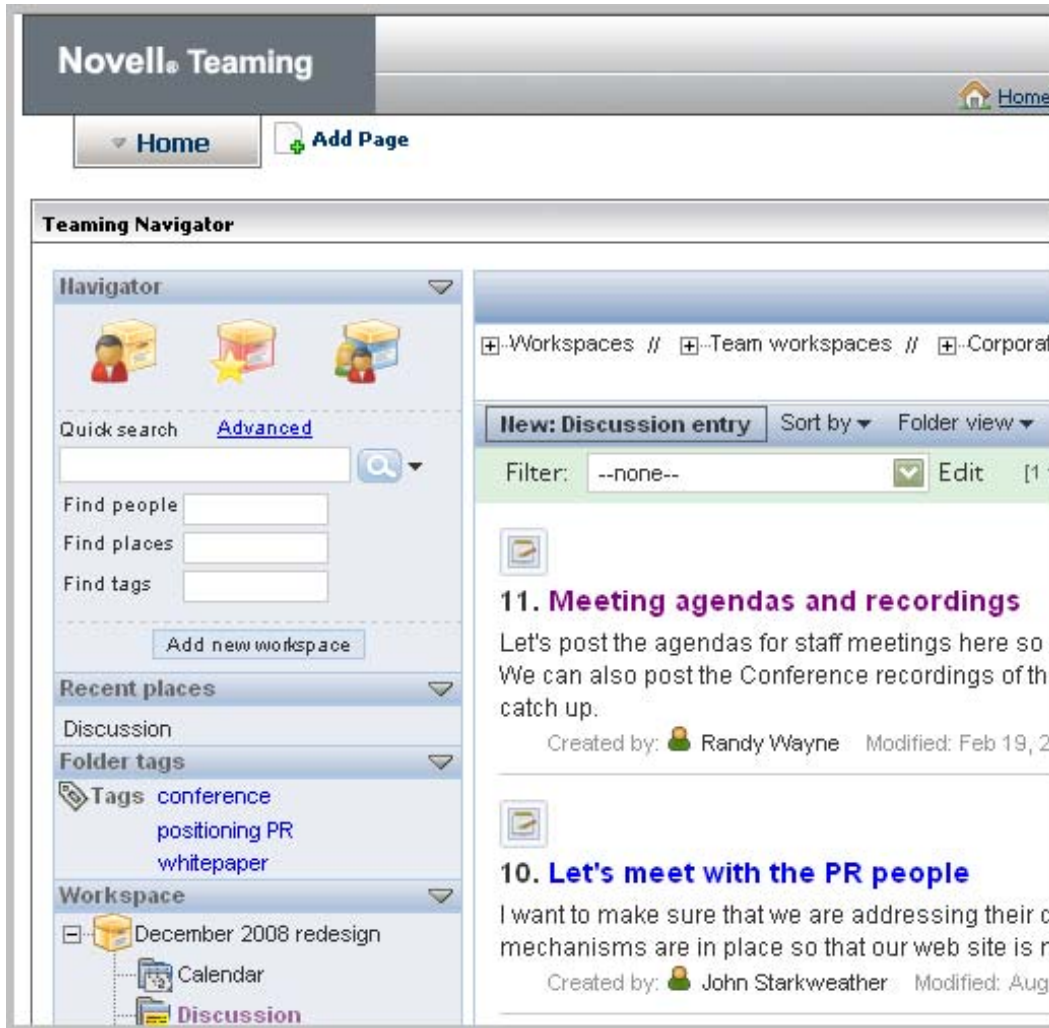 Novell® Teaming
Home
Home
Add Page
Teaming Navigator
Navigator
Quick search Advanced
Find people
Find places
Find tags
Add new workspace
Recent places
Discussion
Folder tags
Tags conference
positioning PR
whitepaper
Workspace
December 2008 redesign
Calendar
Discussion
Workspaces // Team workspaces // Corporat
New: Discussion entry Sort by Folder view
Filter: --none-- Edit [1
11. Meeting agendas and recordings
Let's post the agendas for staff meetings here so
We can also post the Conference recordings of th
catch up.
Created by: Randy Wayne Modified: Feb 19, 2
10. Let's meet with the PR people
I want to make sure that we are addressing their c
mechanisms are in place so that our web site is r
Created by: John Starkweather Modified: Aug